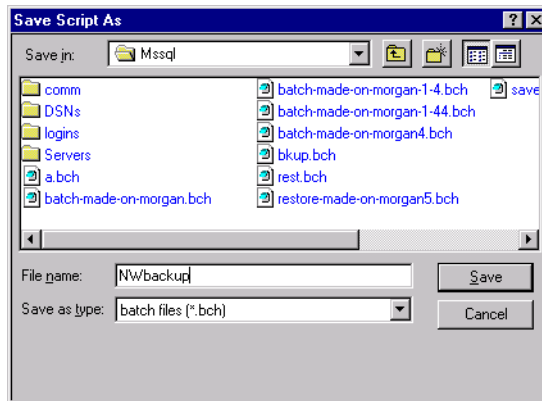 Save Script As
Save in: Mssql
comm
DSNs
logins
Servers
a.bch
batch-made-on-morgan.bch
batch-made-on-morgan-1-4.bch
batch-made-on-morgan-1-44.bch
batch-made-on-morgan4.bch
bkup.bch
rest.bch
restore-made-on-morgan5.bch
save
File name: NWbackup
Save
Save as type: batch files (*.bch)
Cancel